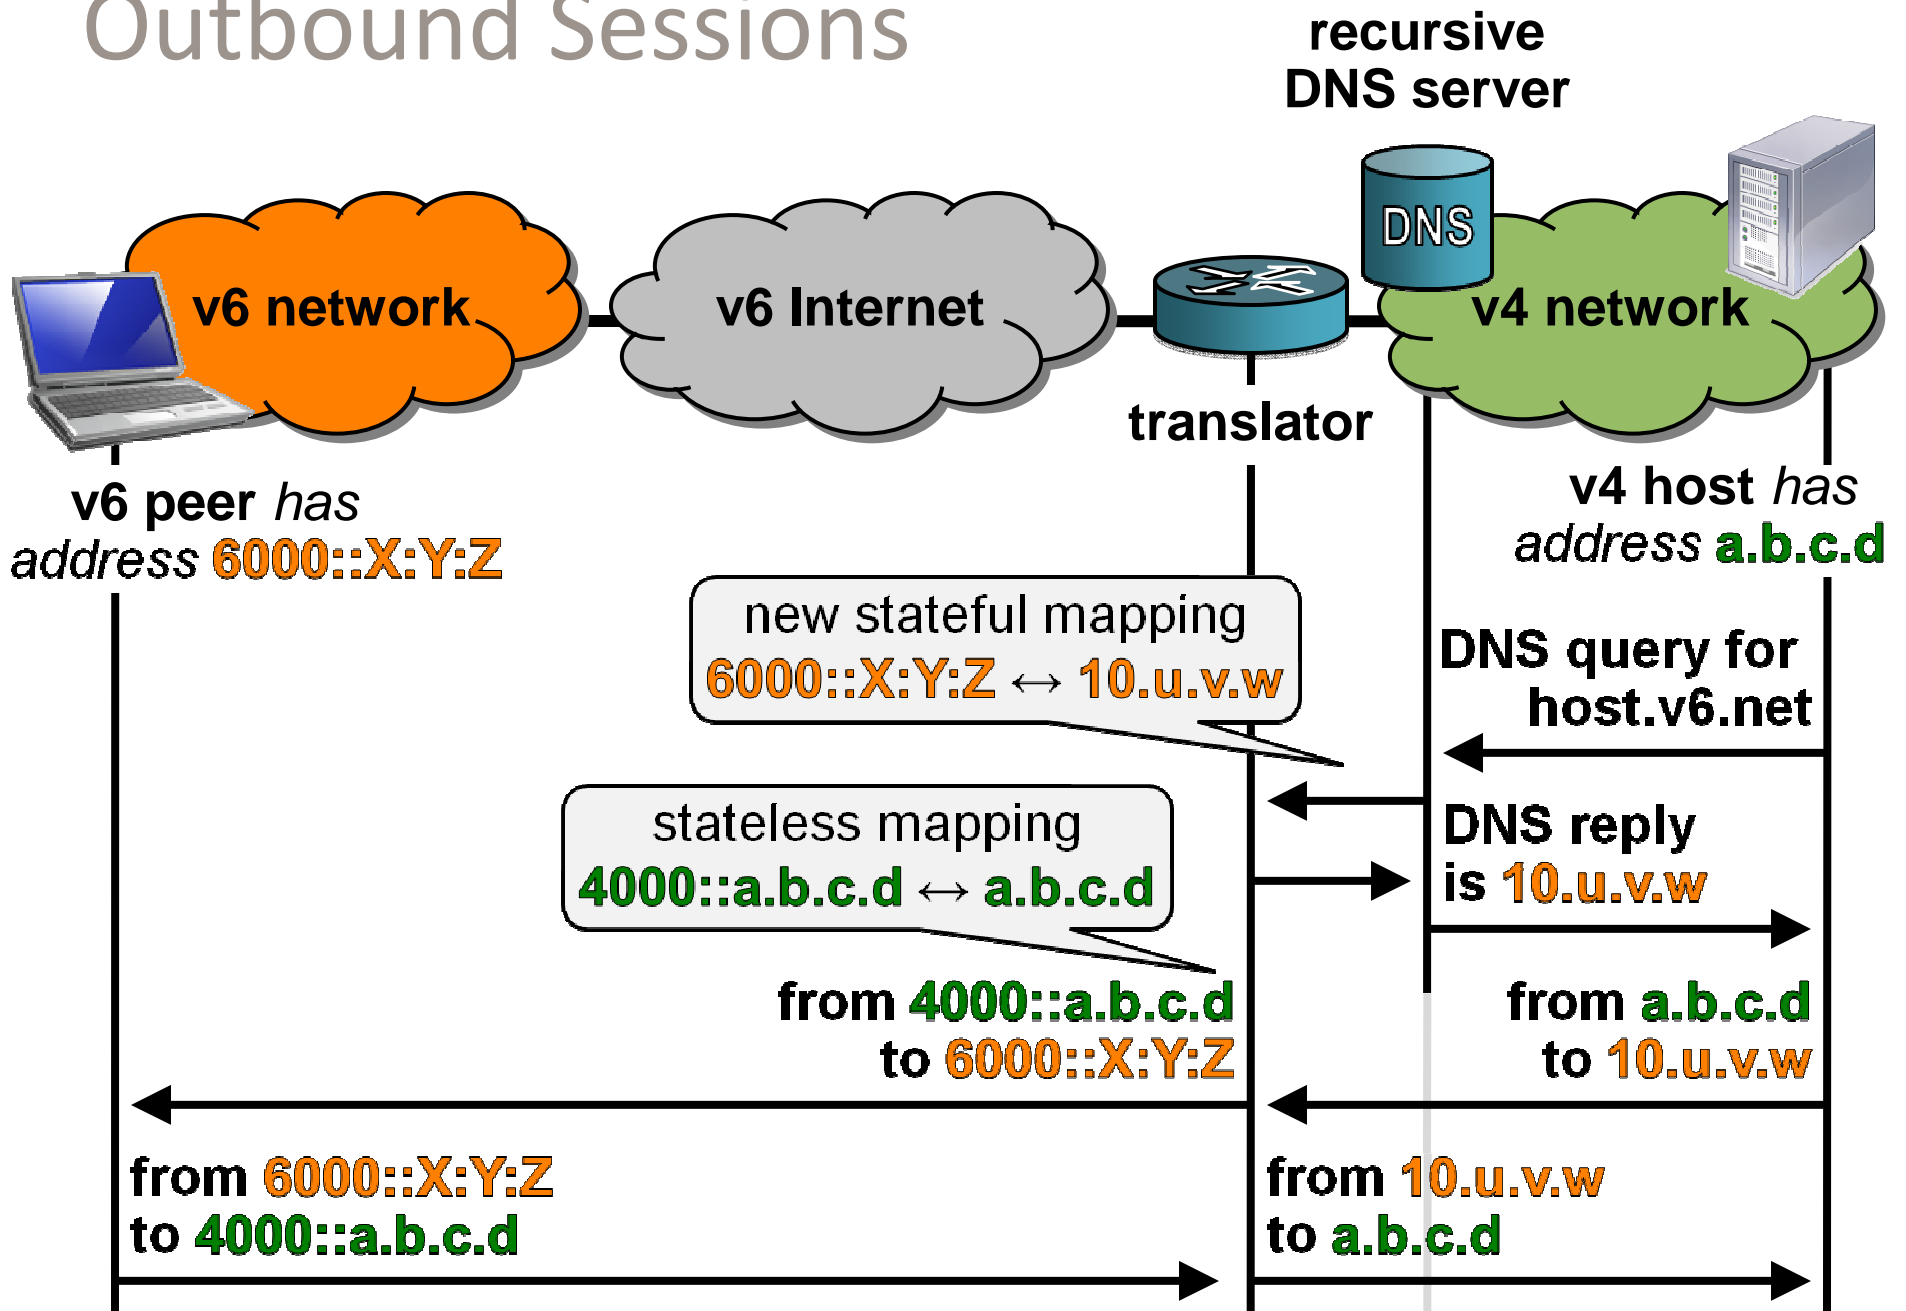 Outbound Sessions
recursive
DNS server
DNS
v6 network
v6 Internet
v4 network
translator
v6 peer has
address 6000::X:Y:Z
v4 host has
address a.b.c.d
new stateful mapping
6000::X:Y:Z ↔ 10.u.v.w
DNS query for
host.v6.net
stateless mapping
4000::a.b.c.d ↔ a.b.c.d
DNS reply
is 10.u.v.w
from 4000::a.b.c.d
to 6000::X:Y:Z
from a.b.c.d
to 10.u.v.w
from 6000::X:Y:Z
to 4000::a.b.c.d
from 10.u.v.w
to a.b.c.d